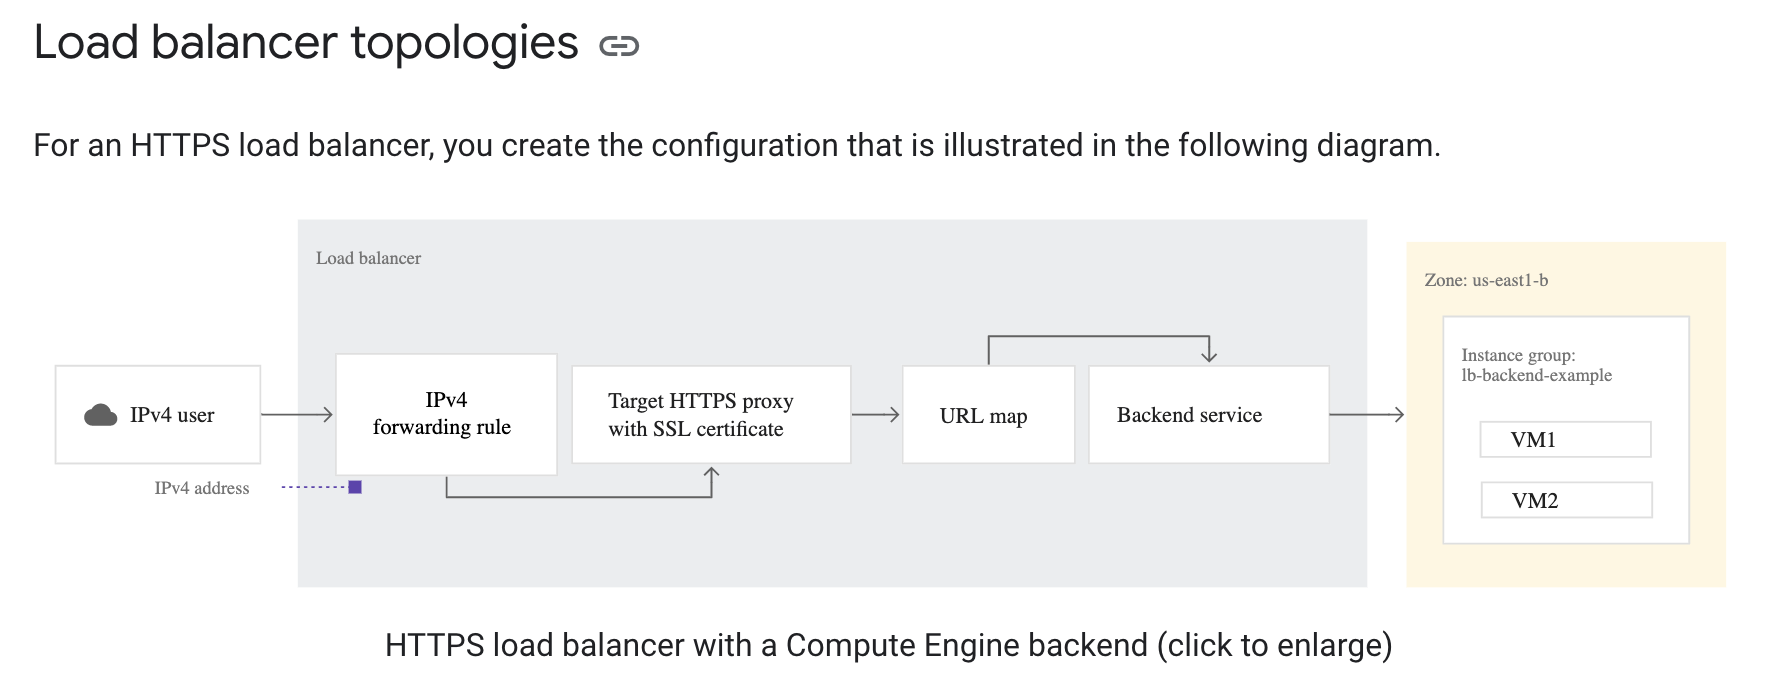 Load balancer topologies
For an HTTPS load balancer, you create the configuration that is illustrated in the following diagram.
Load balancer
Zone: us-east1-b
Instance group:
lb-backend-example
IPv4 user
IPv4
forwarding rule
Target HTTPS proxy
with SSL certificate
URL map
Backend service
VM1
VM2
IPv4 address
HTTPS load balancer with a Compute Engine backend (click to enlarge)